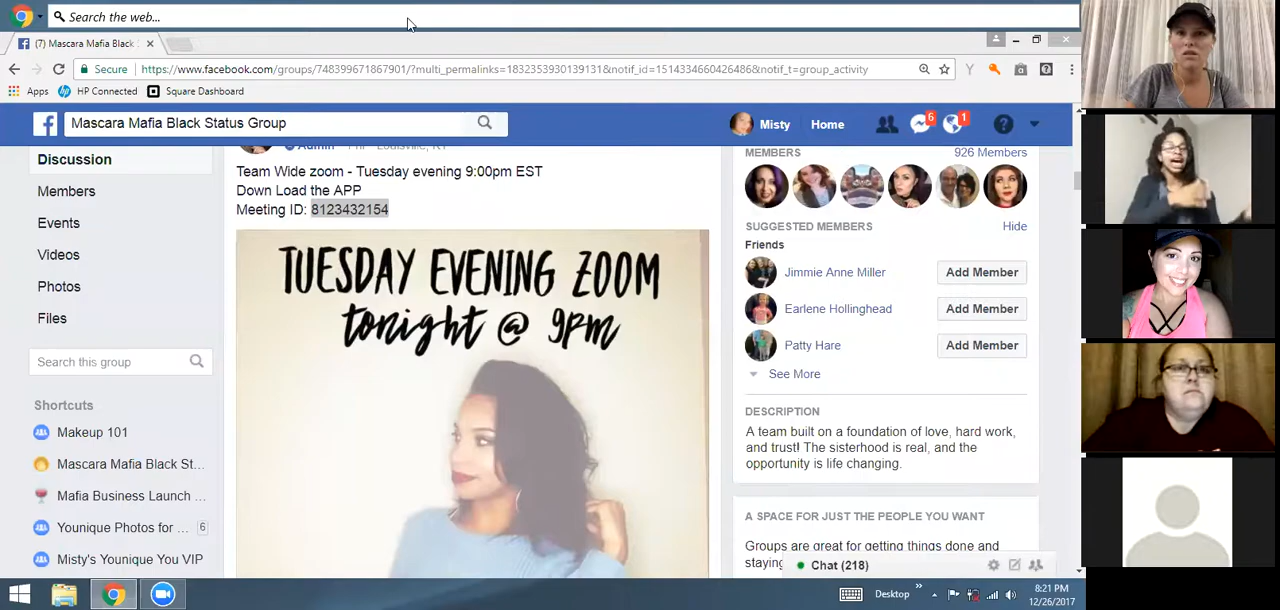 Search the web...
(7) Mascara Mafia Black
Secure https://www.facebook.com/groups/748399671867901/?multi_permalinks=1832353930139131&notif_id=1514334660426486&notif_t=group_activity
Apps HP Connected Square Dashboard
Mascara Mafia Black Status Group
Misty Home 6 1
Discussion
Members
Events
Videos
Photos
Files
Search this group
Shortcuts
Makeup 101
Mascara Mafia Black St...
Mafia Business Launch ...
Younique Photos for ... 6
Misty's Younique You VIP
Admin Louisville, KY
Team Wide zoom - Tuesday evening 9:00pm EST
Down Load the APP
Meeting ID: 8123432154
TUESDAY EVENING ZOOM
tonight @ 9pm
MEMBERS 926 Members
SUGGESTED MEMBERS Hide
Friends
Jimmie Anne Miller Add Member
Earlene Hollinghead Add Member
Patty Hare Add Member
See More
DESCRIPTION
A team built on a foundation of love, hard work,
and trust! The sisterhood is real, and the
opportunity is life changing.
A SPACE FOR JUST THE PEOPLE YOU WANT
Groups are great for getting things done and
staying
Chat (218)
Desktop
8:21 PM
12/26/2017